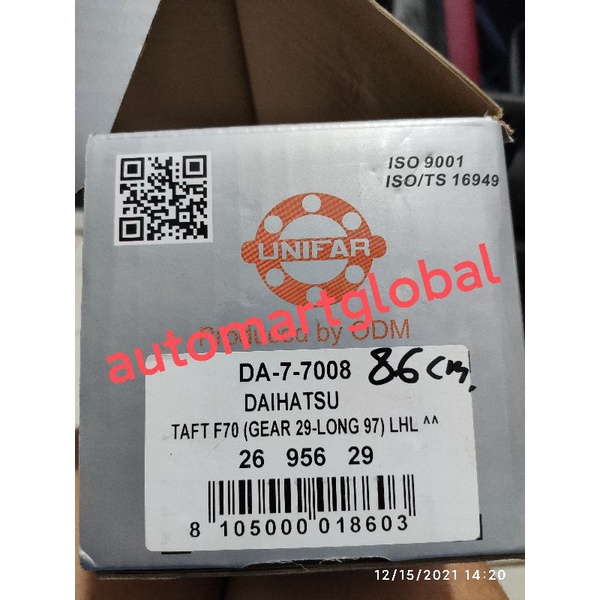 ISO 9001
ISO/TS 16949
UNIFAR
Produced by ODM
automartglobal
DA-7-7008 86 cm.
DAIHATSU
TAFT F70 (GEAR 29-LONG 97) LHL ^^
26 956 29
8 105000 018603
12/15/2021 14:20